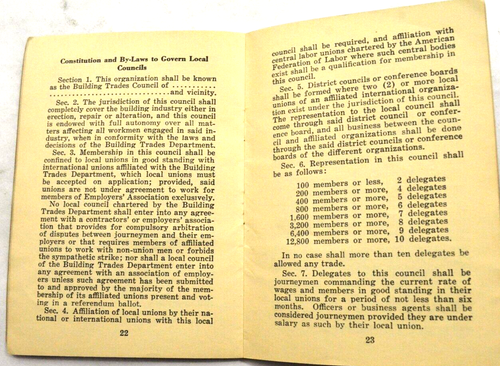 Constitution and By-Laws to Govern Local
Councils
Section 1. This organization shall be known
as the Building Trades Council of ...............
........................................and vicinity.
Sec. 2. The jurisdiction of this council shall
completely cover the building industry either in
erection, repair or alteration, and this council
is endowed with full autonomy over all mat-
ters affecting all workmen engaged in said in-
dustry, when in conformity with the laws and
decisions of the Building Trades Department.
Sec. 3. Membership in this council shall be
confined to local unions in good standing with
international unions affiliated with the Building
Trades Department, which local unions must
be accepted on application; provided, said
unions are not under agreement to work for
members of Employers' Association exclusively.
No local council chartered by the Building
Trades Department shall enter into any agree-
ment with a contractors' or employers' associa-
tion that provides for compulsory arbitration
of disputes between journeymen and their em-
ployers or that requires members of affiliated
unions to work with non-union men or forbids
the sympathetic strike; nor shall a local council
of the Building Trades Department enter into
any agreement with an association of employ-
ers unless such agreement has been submitted
to and approved by the majority of the mem-
bership of its affiliated unions present and vot-
ing in a referendum ballot.
Sec. 4. Affiliation of local unions by their na-
tional or international unions with this local
22
council shall be required, and affiliation with
central labor unions chartered by the American
Federation of Labor where such central bodies
exist shall be a qualification for membership in
this council.
Sec. 5. District councils or conference boards
shall be formed where two (2) or more local
unions of an affiliated international organiza-
tion exist under the jurisdiction of this council.
The representation to the local council shall
come through said district council or confer-
ence board, and all business between the coun-
cil and affiliated organizations shall be done
through the said district councils or conference
boards of the different organizations.
Sec. 6. Representation in this council shall
be as follows:
100 members or less, 2 delegates
200 members or more, 4 delegates
400 members or more, 5 delegates
800 members or more, 6 delegates
1,600 members or more, 7 delegates
3,200 members or more, 8 delegates
6,400 members or more, 9 delegates
12,800 members or more, 10 delegates.
In no case shall more than ten delegates be
allowed any trade.
Sec. 7. Delegates to this council shall be
journeymen commanding the current rate of
wages and members in good standing in their
local unions for a period of not less than six
months. Officers or business agents shall be
considered journeymen provided they are under
salary as such by their local union.
23